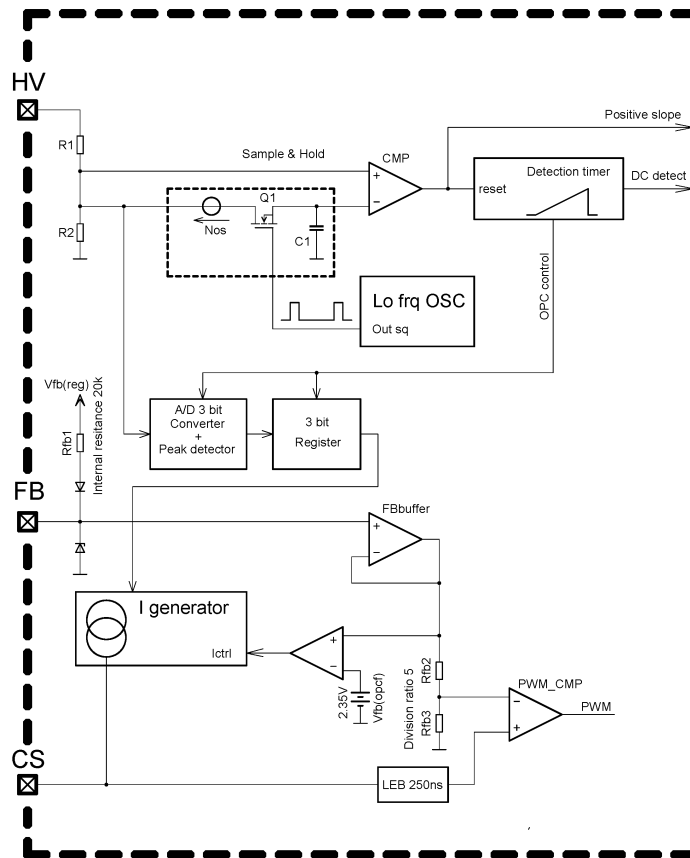 HV
Positive slope
R1
Sample & Hold
CMP
+
−
Detection timer
reset
DC detect
Q1
R2
Nos
C1
OPC control
Lo frq OSC
Out sq
Vfb(reg)
Rfb1
Internal resitance 20k
A/D 3 bit
Converter
+
Peak detector
3 bit
Register
FB
FBbuffer
+
−
I generator
Ictrl
+
−
2.35V
Vfb(opcf)
Rfb2
Division ratio 5
Rfb3
PWM_CMP
−
+
PWM
CS
LEB 250ns